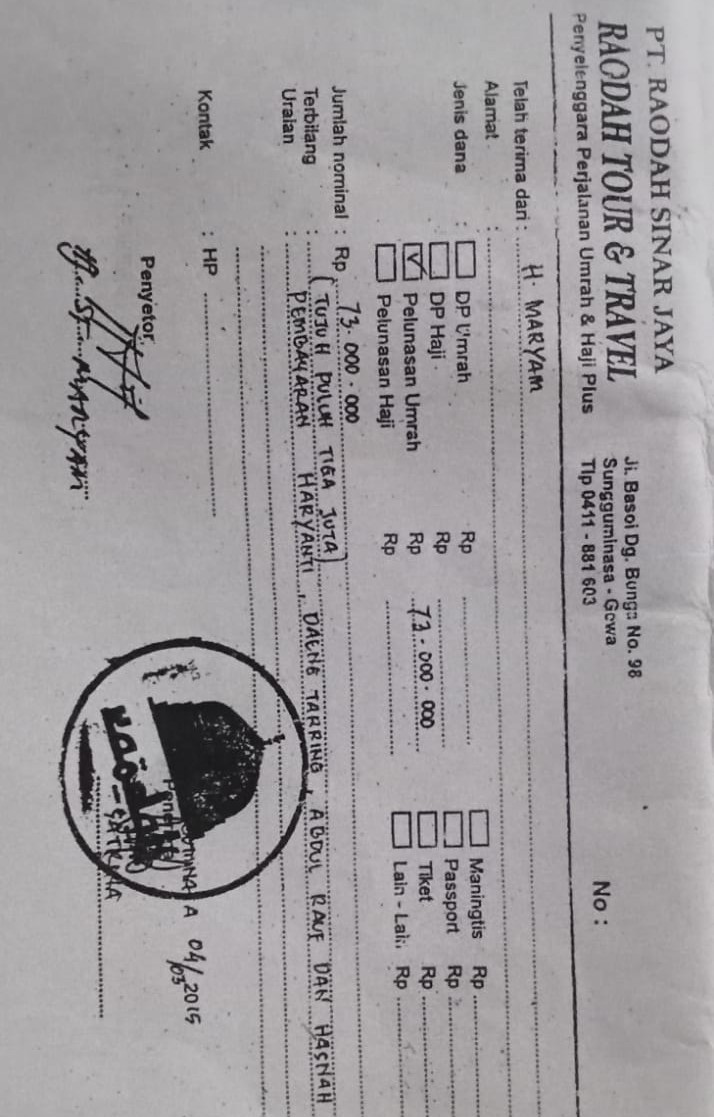 PT. RAODAH SINAR JAYA
RAODAH TOUR & TRAVEL
Penyelenggara Perjalanan Umrah & Haji Plus
Jl. Basoi Dg. Bunga No. 98
Sungguminasa - Gowa
Tlp 0411 - 881 603
No :
Telah terima dari : H. MARYAM
Alamat :
Jenis dana : DP Umrah Rp Maningtis Rp
DP Haji Rp Passport Rp
Pelunasan Umrah Rp 73.000.000 Tiket Rp
Pelunasan Haji Rp Lain - Lain Rp
Jumlah nominal : Rp 73.000.000
Terbilang : (TUJUH PULUH TIGA JUTA)
Uraian : PEMBAYARAN HARYANTI, DAENG TARRING, ABDUL RAUF DAN HASNAH
Kontak : HP
04/03 2015
Penyetor,
raodah